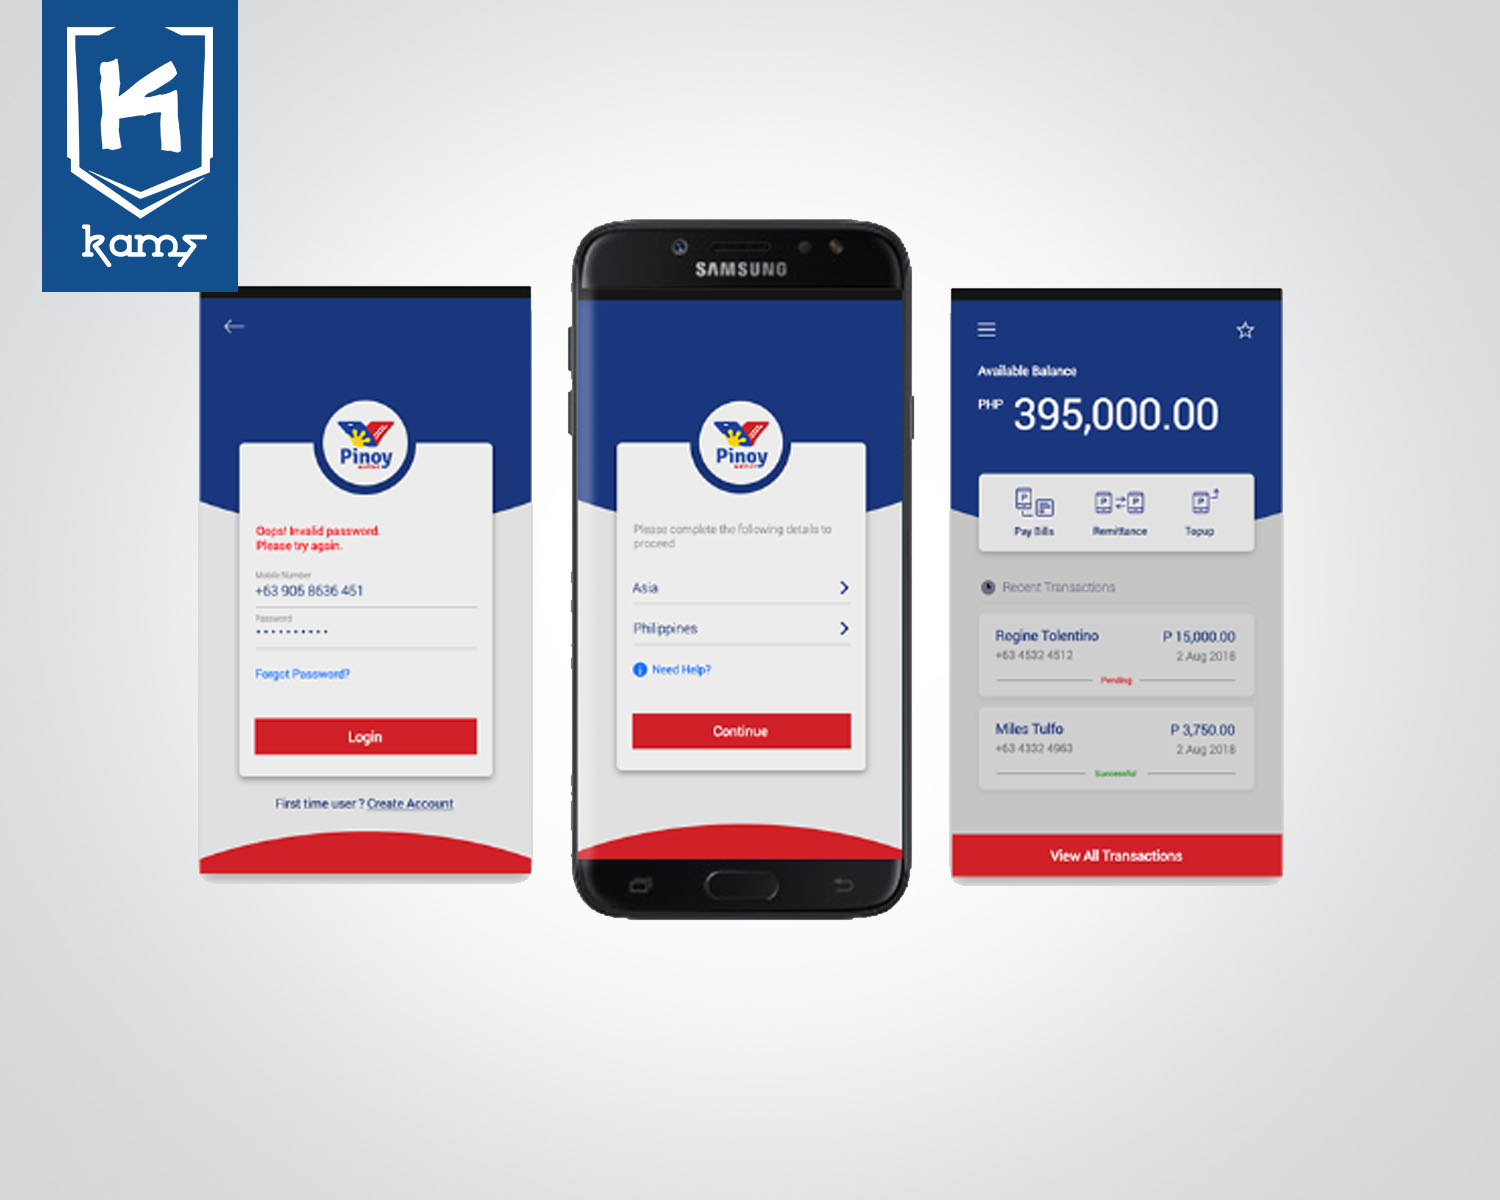 K
kams
Pinoy
Oops! Invalid password.
Please try again.
Mobile Number
+63 905 8636 451
Password
Forgot Password?
Login
First time user ? Create Account
SAMSUNG
Pinoy
Please complete the following details to
proceed
Asia
Philippines
Need Help?
Continue
Available Balance
PHP 395,000.00
Pay Bills
Remittance
Topup
Recent Transactions
Regine Tolentino P 15,000.00
+63 4532 4512 2 Aug 2018
Pending
Miles Tulfo P 3,750.00
+63 4332 4963 2 Aug 2018
Successful
View All Transactions